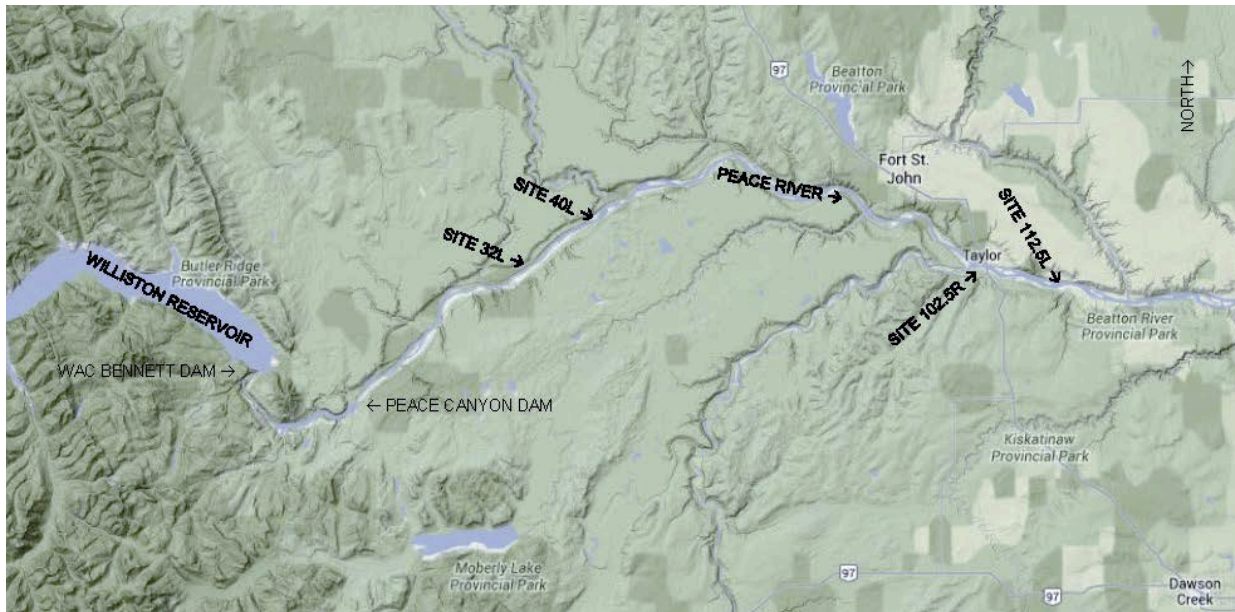 97
Beatton
Provincial Park
NORTH→
Fort St.
John
PEACE RIVER →
SITE 40L →
SITE 112.5L →
SITE 32L →
Taylor
Butler Ridge
Provincial Park
WILLISTON RESERVOIR
SITE 102.5R →
Beatton River
Provincial Park
WAC BENNETT DAM →
← PEACE CANYON DAM
Kiskatinaw
Provincial Park
Moberly Lake
Provincial Park
97
97
Dawson
Creek